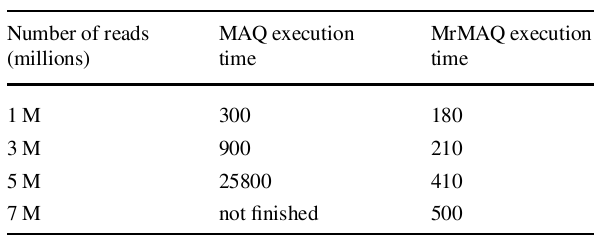 Number of reads MAQ execution MrMAQ execution
(millions) time time
1 M 300 180
3 M 900 210
5 M 25800 410
7 M not finished 500